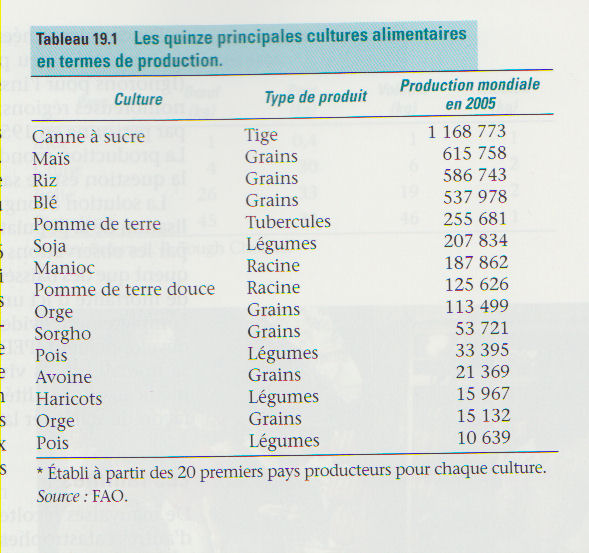 Tableau 19.1 Les quinze principales cultures alimentaires
en termes de production.
Culture Type de produit Production mondiale
en 2005
Canne à sucre Tige 1 168 773
Maïs Grains 615 758
Riz Grains 586 743
Blé Grains 537 978
Pomme de terre Tubercules 255 681
Soja Légumes 207 834
Manioc Racine 187 862
Pomme de terre douce Racine 125 626
Orge Grains 113 499
Sorgho Grains 53 721
Pois Légumes 33 395
Avoine Grains 21 369
Haricots Légumes 15 967
Orge Grains 15 132
Pois Légumes 10 639
* Établi à partir des 20 premiers pays producteurs pour chaque culture.
Source : FAO.